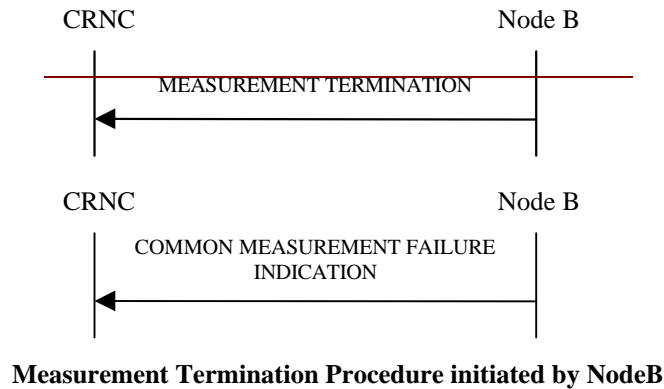 CRNC Node B
MEASUREMENT TERMINATION
CRNC Node B
COMMON MEASUREMENT FAILURE
INDICATION
Measurement Termination Procedure initiated by NodeB